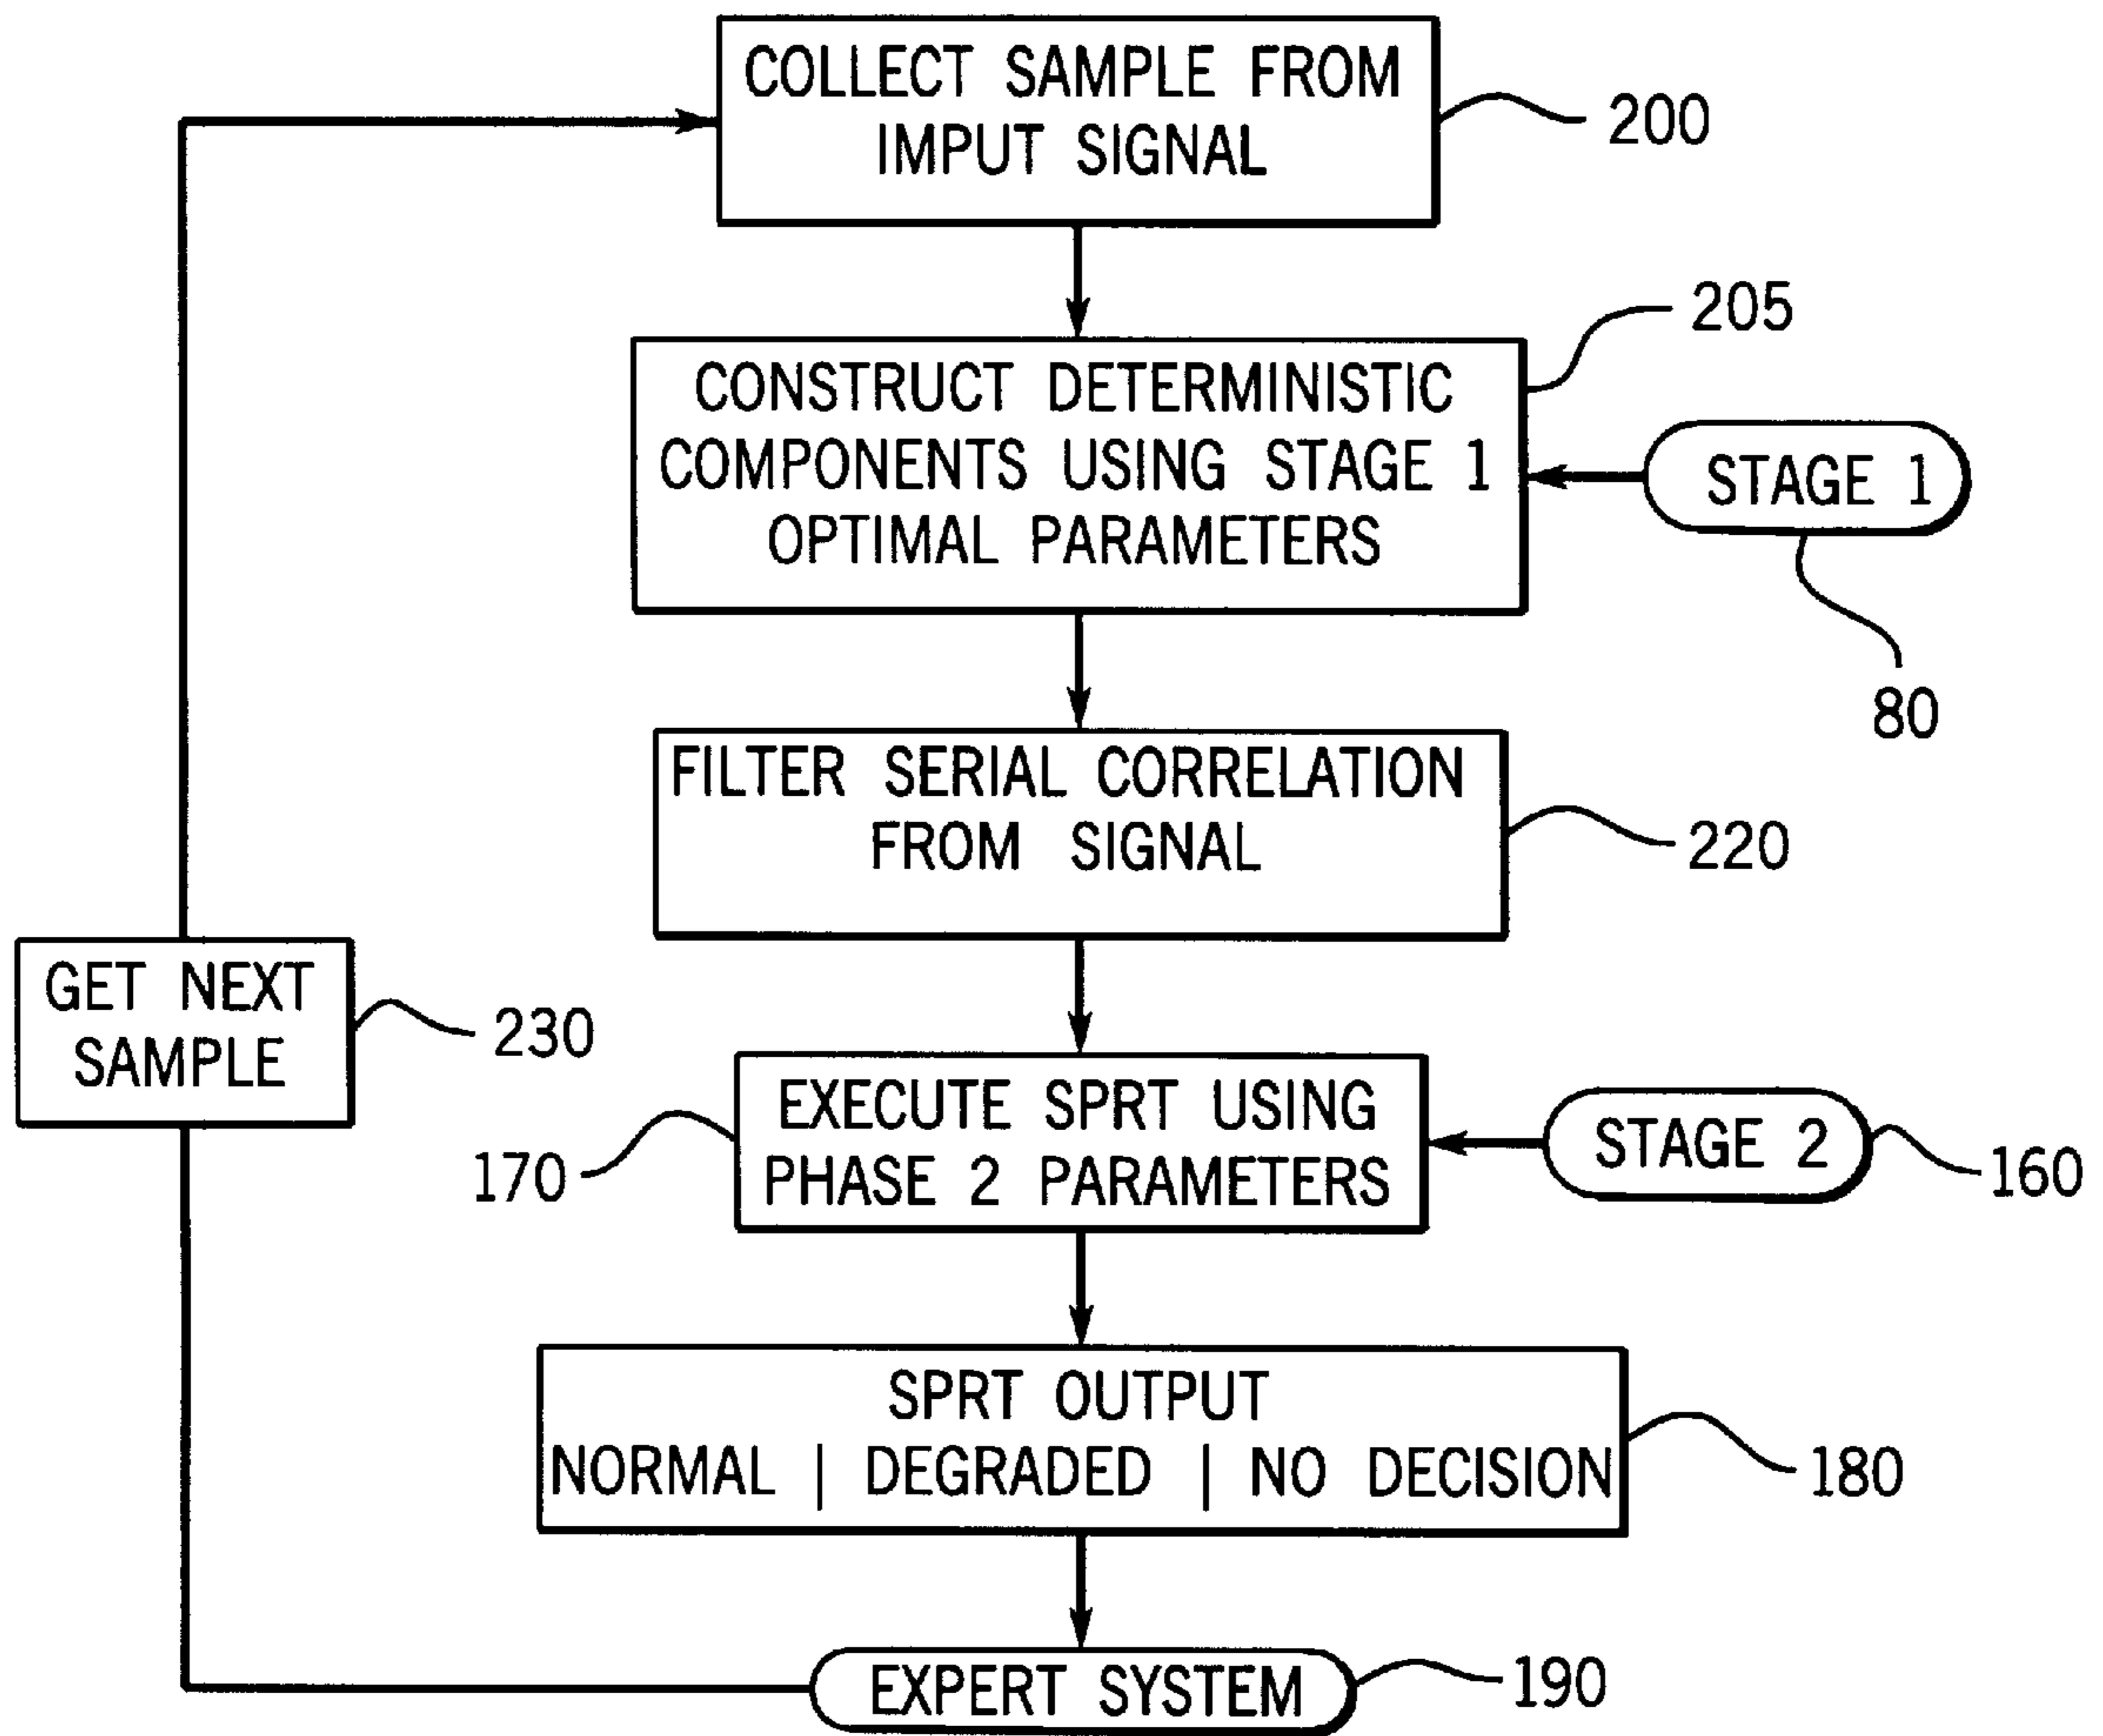 COLLECT SAMPLE FROM
IMPUT SIGNAL
200
205
CONSTRUCT DETERMINISTIC
COMPONENTS USING STAGE 1
OPTIMAL PARAMETERS
STAGE 1
80
FILTER SERIAL CORRELATION
FROM SIGNAL
220
GET NEXT
SAMPLE
230
EXECUTE SPRT USING
PHASE 2 PARAMETERS
170
STAGE 2
160
SPRT OUTPUT
NORMAL | DEGRADED | NO DECISION
180
EXPERT SYSTEM
190